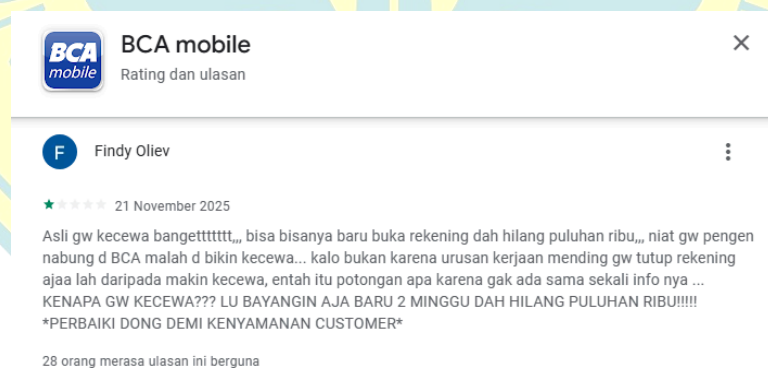 BCA
mobile
BCA mobile
Rating dan ulasan
F
Findy Oliev
21 November 2025
Asli gw kecewa bangettttttt,,, bisa bisanya baru buka rekening dah hilang puluhan ribu,,, niat gw pengen
nabung d BCA malah d bikin kecewa... kalo bukan karena urusan kerjaan mending gw tutup rekening
ajaa lah daripada makin kecewa, entah itu potongan apa karena gak ada sama sekali info nya ...
KENAPA GW KECEWA??? LU BAYANGIN AJA BARU 2 MINGGU DAH HILANG PULUHAN RIBU!!!!!
*PERBAIKI DONG DEMI KENYAMANAN CUSTOMER*
28 orang merasa ulasan ini berguna